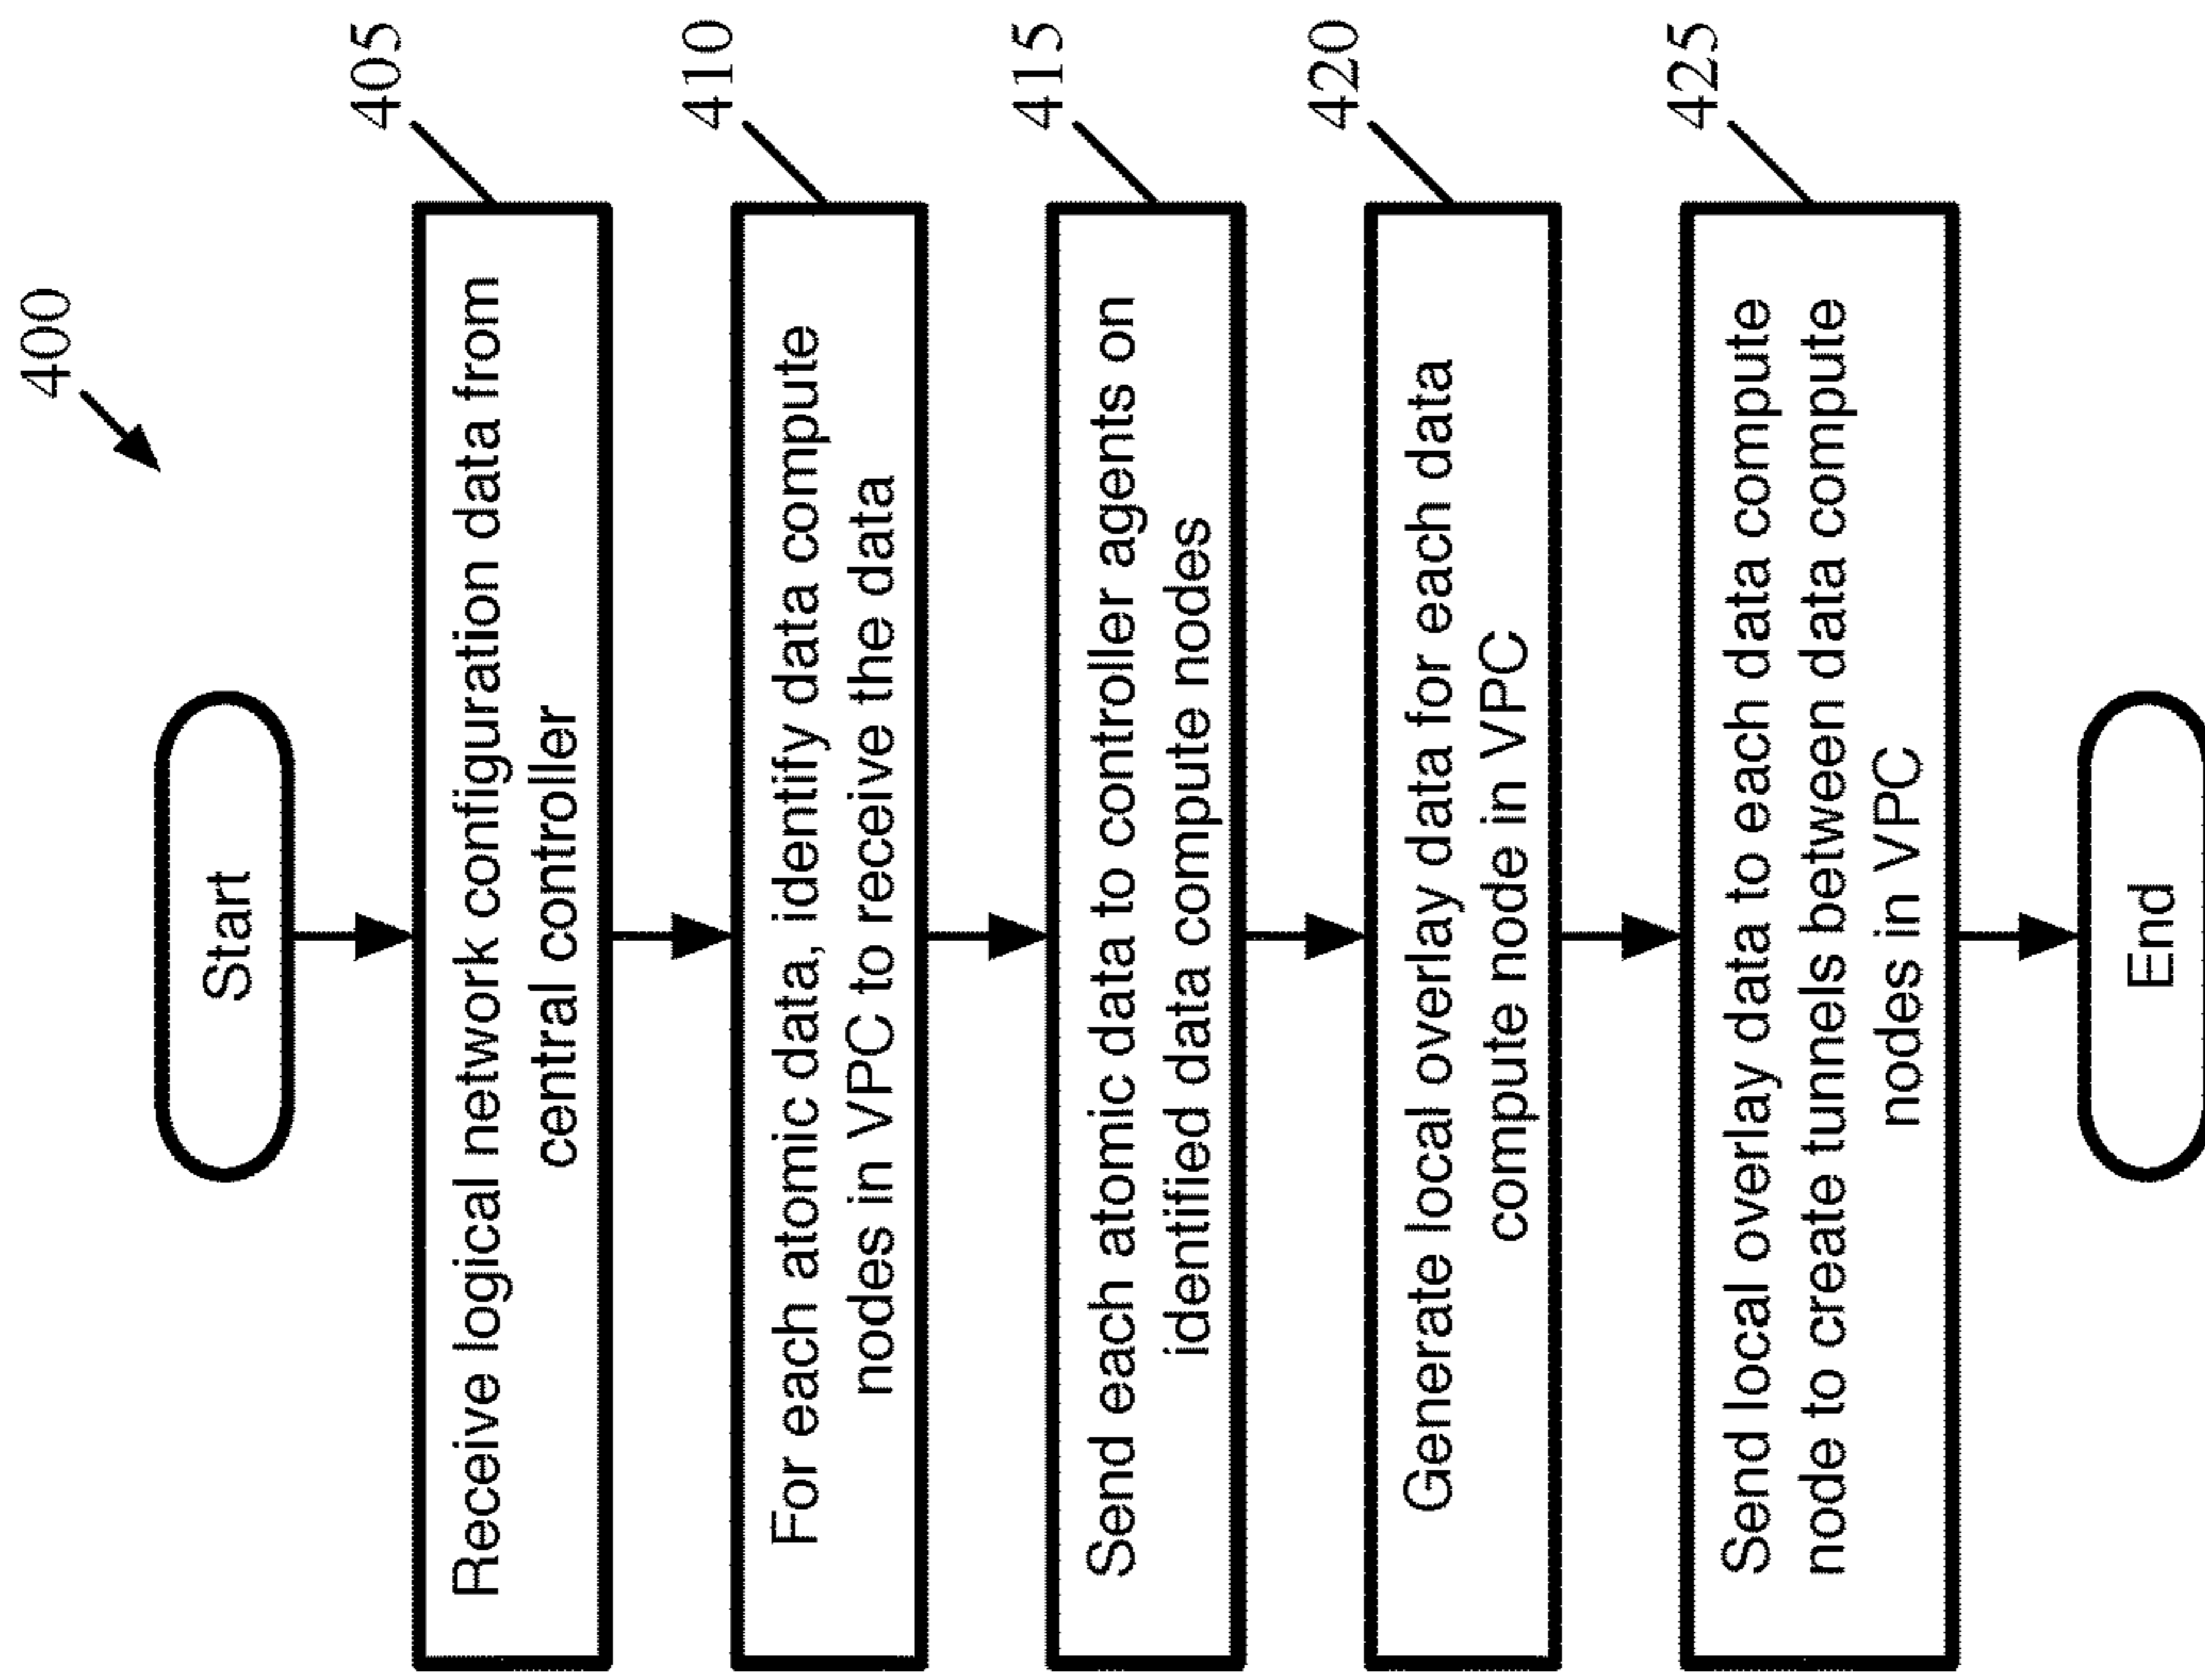 400
Start
405
Receive logical network configuration data from
central controller
410
For each atomic data, identify data compute
nodes in VPC to receive the data
415
Send each atomic data to controller agents on
identified data compute nodes
420
Generate local overlay data for each data
compute node in VPC
425
Send local overlay data to each data compute
node to create tunnels between data compute
nodes in VPC
End